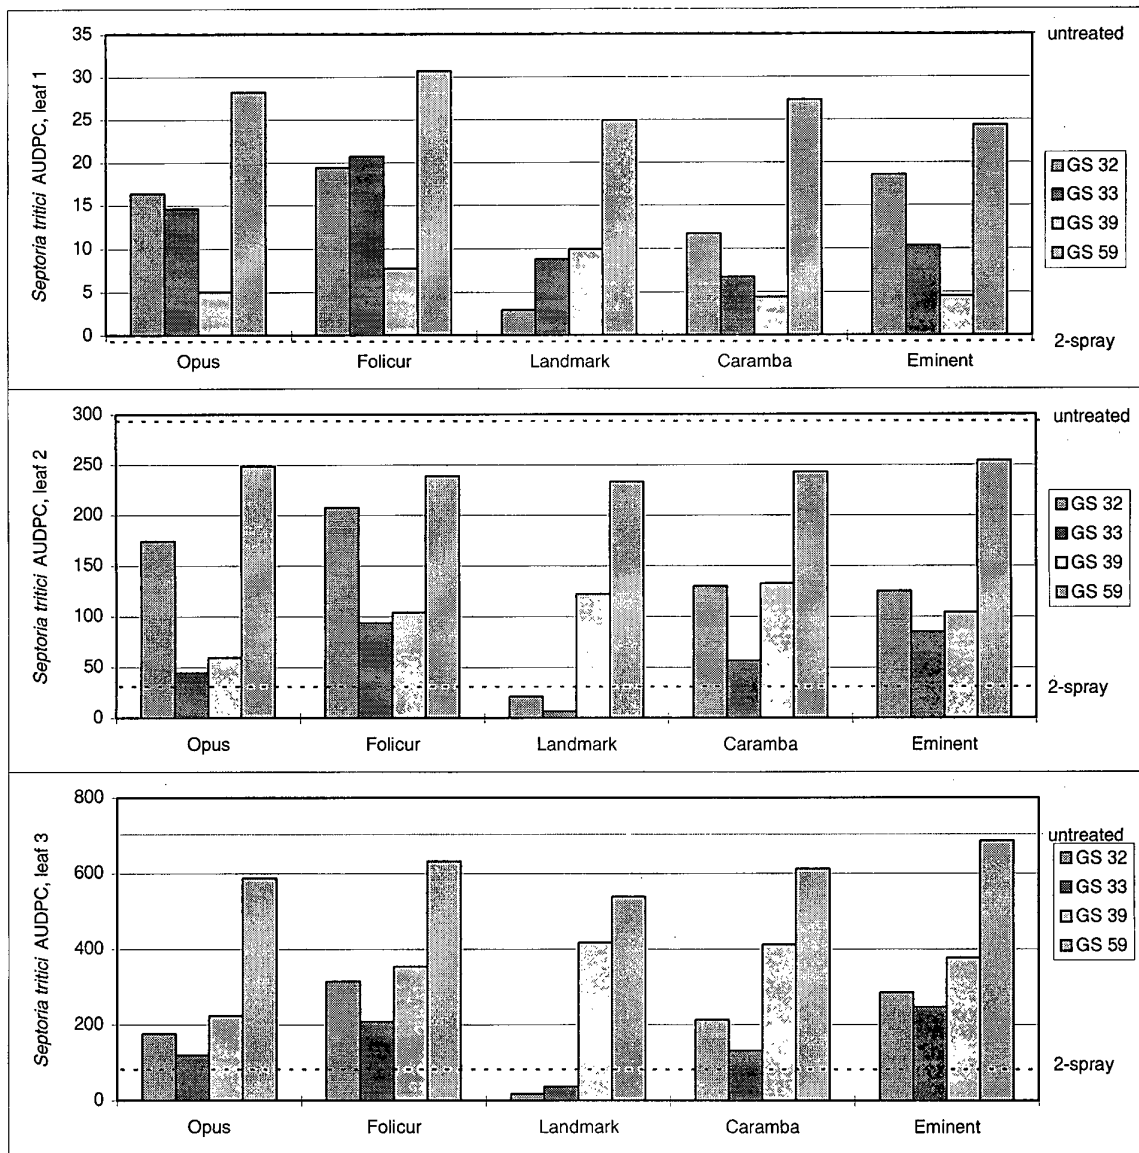 Septoria tritici AUDPC, leaf 1
35
30
25
20
15
10
5
0
untreated
2-spray
GS 32
GS 33
GS 39
GS 59
Opus Folicur Landmark Caramba Eminent
Septoria tritici AUDPC, leaf 2
300
250
200
150
100
50
0
untreated
2-spray
GS 32
GS 33
GS 39
GS 59
Opus Folicur Landmark Caramba Eminent
Septoria tritici AUDPC, leaf 3
800
600
400
200
0
untreated
GS 32
GS 33
GS 39
GS 59
2-spray
Opus Folicur Landmark Caramba Eminent